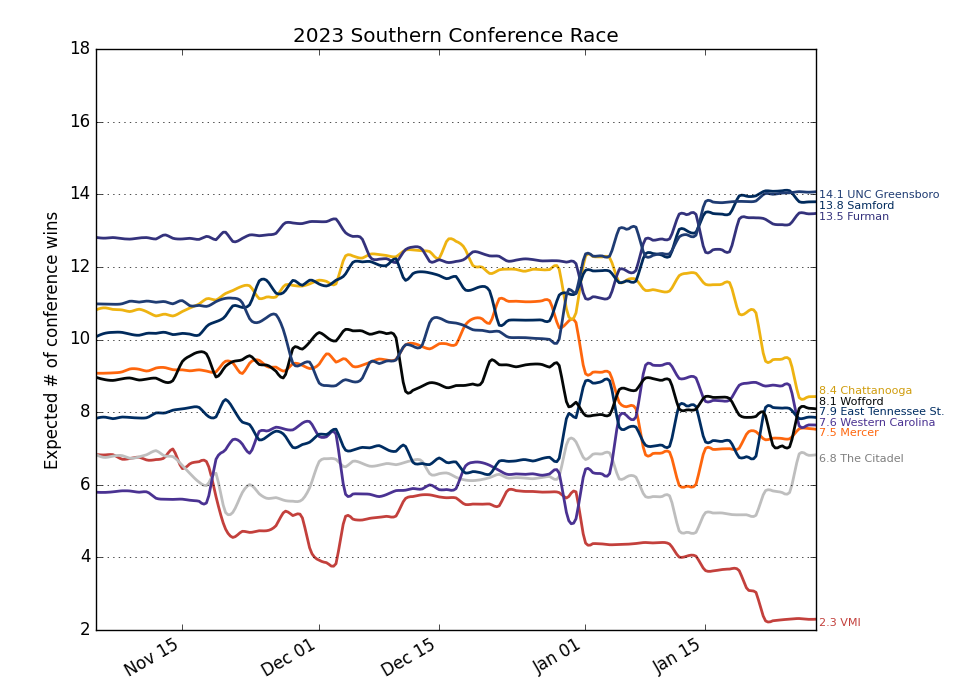 2023 Southern Conference Race
Expected # of conference wins
18
16
14
12
10
8
6
4
2
Nov 15
Dec 01
Dec 15
Jan 01
Jan 15
14.1 UNC Greensboro
13.8 Samford
13.5 Furman
8.4 Chattanooga
8.1 Wofford
7.9 East Tennessee St.
7.6 Western Carolina
7.5 Mercer
6.8 The Citadel
2.3 VMI